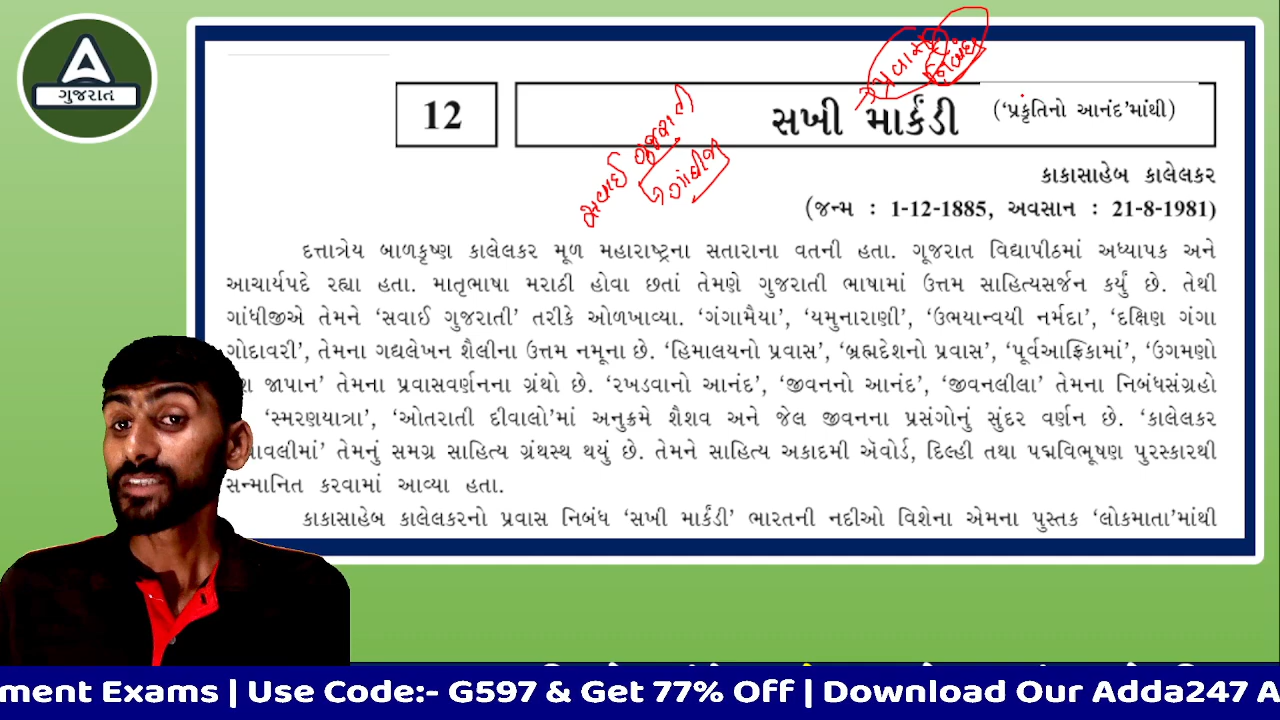 ગુજરાત
પ્રવાસ
નિબંધ
12
સખી માર્કંડી
('પ્રકૃતિનો આનંદ'માંથી)
સવાઈ ગુજરાતી
ગાંધીજી
કાકાસાહેબ કાલેલકર
(જન્મ : 1-12-1885, અવસાન : 21-8-1981)
દત્તાત્રેય બાળકૃષ્ણ કાલેલકર મૂળ મહારાષ્ટ્રના સતારાના વતની હતા. ગૂજરાત વિદ્યાપીઠમાં અધ્યાપક અને
આચાર્યપદે રહ્યા હતા. માતૃભાષા મરાઠી હોવા છતાં તેમણે ગુજરાતી ભાષામાં ઉત્તમ સાહિત્યસર્જન કર્યું છે. તેથી
ગાંધીજીએ તેમને 'સવાઈ ગુજરાતી' તરીકે ઓળખાવ્યા. 'ગંગામૈયા', 'યમુનારાણી', 'ઉભયાન્વયી નર્મદા', 'દક્ષિણ ગંગા
ગોદાવરી', તેમના ગદ્યલેખન શૈલીના ઉત્તમ નમૂના છે. 'હિમાલયનો પ્રવાસ', 'બ્રહ્મદેશનો પ્રવાસ', 'પૂર્વઆફ્રિકામાં', 'ઉગમણો
જાપાન' તેમના પ્રવાસવર્ણનના ગ્રંથો છે. 'રખડવાનો આનંદ', 'જીવનનો આનંદ', 'જીવનલીલા' તેમના નિબંધસંગ્રહો
'સ્મરણયાત્રા', 'ઓતરાતી દીવાલો'માં અનુક્રમે શૈશવ અને જેલ જીવનના પ્રસંગોનું સુંદર વર્ણન છે. 'કાલેલકર
તેમનું સમગ્ર સાહિત્ય ગ્રંથસ્થ થયું છે. તેમને સાહિત્ય અકાદમી ઍવોર્ડ, દિલ્હી તથા પદ્મવિભૂષણ પુરસ્કારથી
સન્માનિત કરવામાં આવ્યા હતા.
કાકાસાહેબ કાલેલકરનો પ્રવાસ નિબંધ 'સખી માર્કંડી' ભારતની નદીઓ વિશેના એમના પુસ્તક 'લોકમાતા'માંથી
ment Exams | Use Code:- G597 & Get 77% Off | Download Our Adda247 A